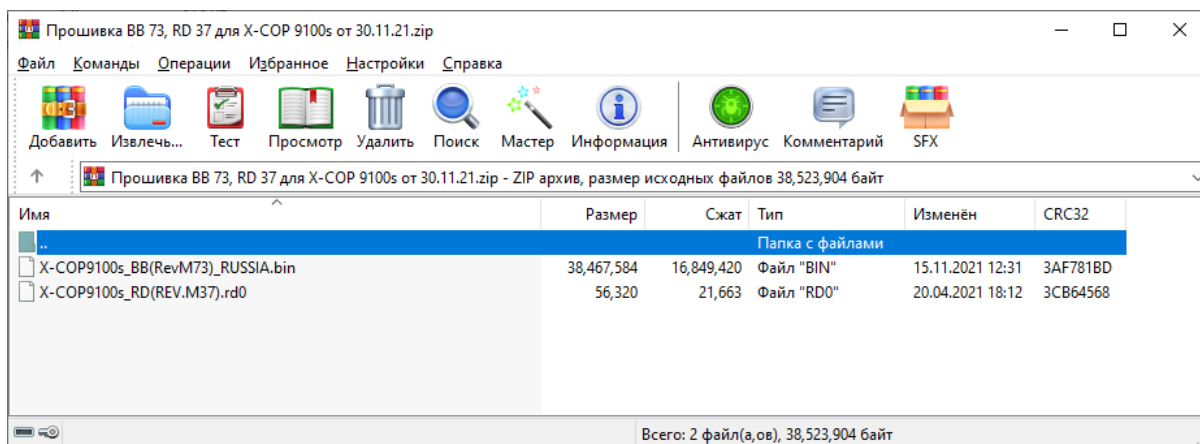 Прошивка BB 73, RD 37 для X-COP 9100s от 30.11.21.zip
Файл Команды Операции Избранное Настройки Справка
Добавить Извлечь... Тест Просмотр Удалить Поиск Мастер Информация Антивирус Комментарий SFX
Прошивка BB 73, RD 37 для X-COP 9100s от 30.11.21.zip - ZIP архив, размер исходных файлов 38,523,904 байт
Имя Размер Сжат Тип Изменён CRC32
.. Папка с файлами
X-COP9100s_BB(RevM73)_RUSSIA.bin 38,467,584 16,849,420 Файл "BIN" 15.11.2021 12:31 3AF781BD
X-COP9100s_RD(REV.M37).rd0 56,320 21,663 Файл "RD0" 20.04.2021 18:12 3CB64568
Всего: 2 файл(а,ов), 38,523,904 байт